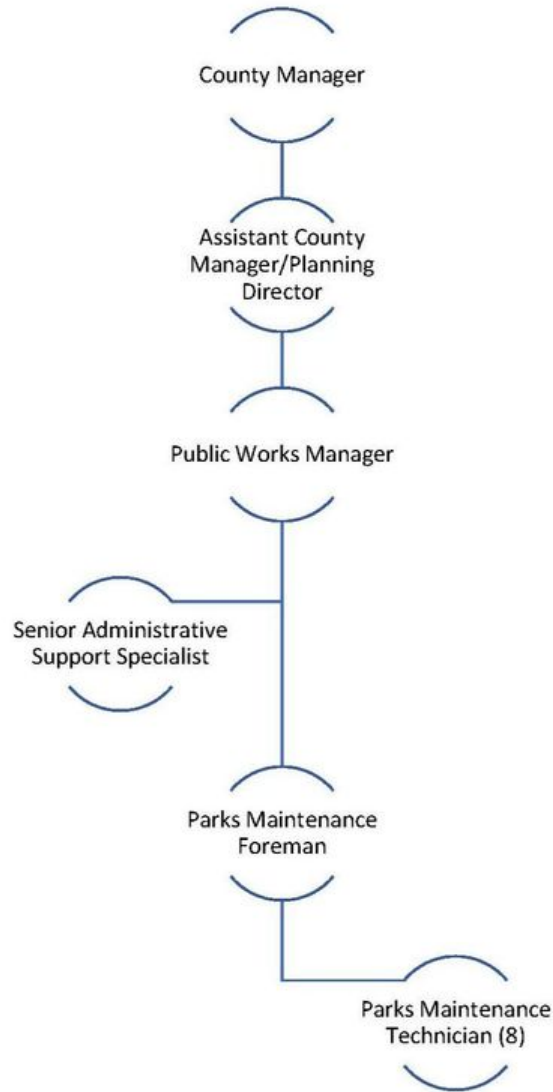 County Manager
Assistant County
Manager/Planning
Director
Public Works Manager
Senior Administrative
Support Specialist
Parks Maintenance
Foreman
Parks Maintenance
Technician (8)